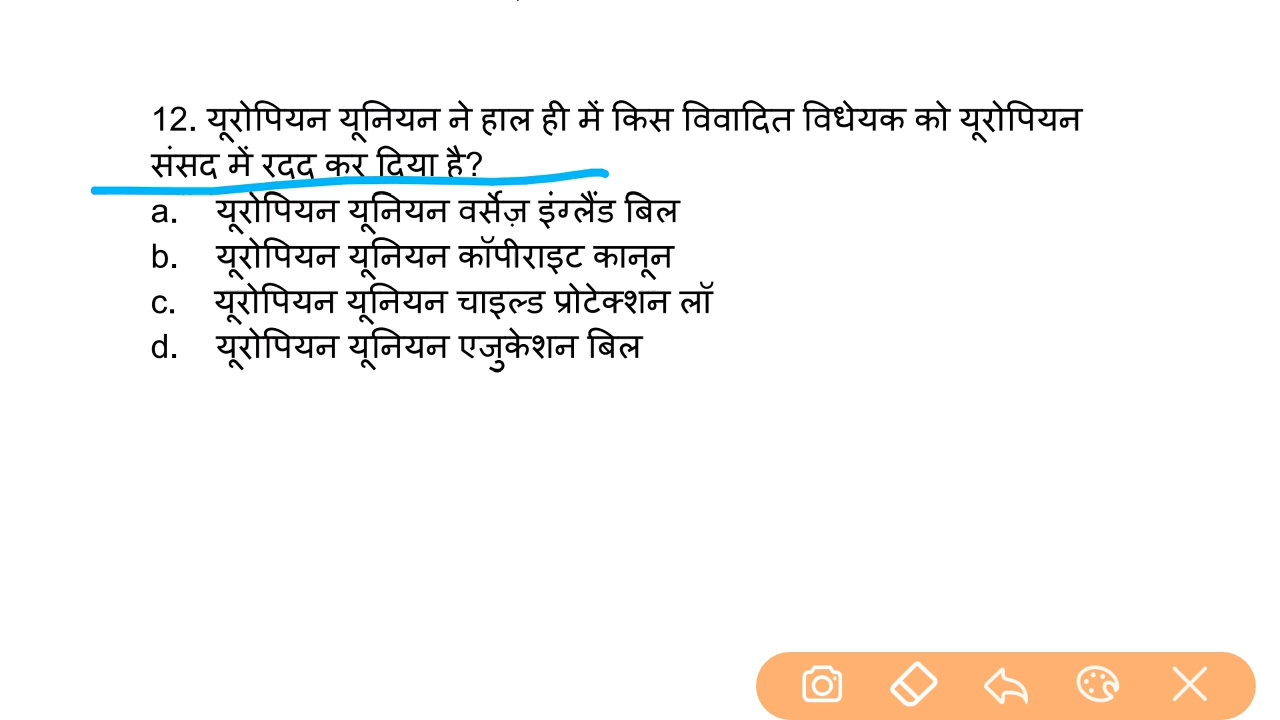 12. यूरोपियन यूनियन ने हाल ही में किस विवादित विधेयक को यूरोपियन
संसद में रदद कर दिया है?
a. यूरोपियन यूनियन वर्सेज़ इंग्लैंड बिल
b. यूरोपियन यूनियन कॉपीराइट कानून
c. यूरोपियन यूनियन चाइल्ड प्रोटेक्शन लॉ
d. यूरोपियन यूनियन एजुकेशन बिल